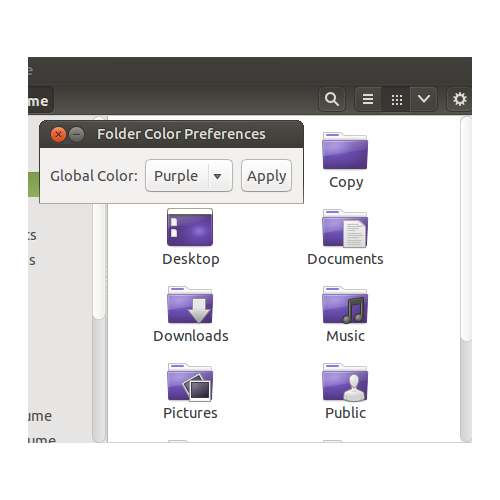 e
me
Folder Color Preferences
Global Color: Purple Apply
Copy
ts
s
Desktop
Documents
Downloads
Music
Pictures
Public
ume
ume